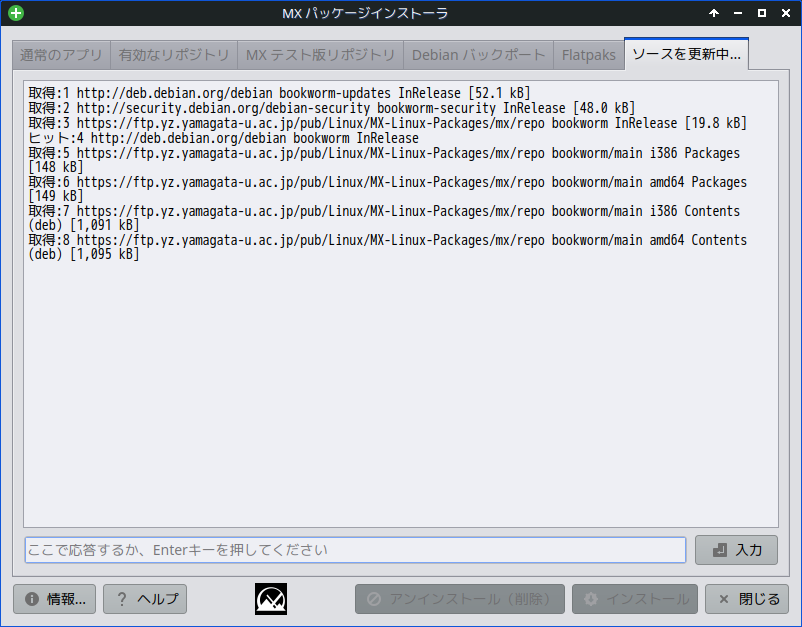 MX パッケージインストーラ
通常のアプリ 有効なリポジトリ MX テスト版リポジトリ Debian バックポート Flatpaks ソースを更新中...
取得:1 http://deb.debian.org/debian bookworm-updates InRelease [52.1 kB]
取得:2 http://security.debian.org/debian-security bookworm-security InRelease [48.0 kB]
取得:3 https://ftp.yz.yamagata-u.ac.jp/pub/Linux/MX-Linux-Packages/mx/repo bookworm InRelease [19.8 kB]
ヒット:4 http://deb.debian.org/debian bookworm InRelease
取得:5 https://ftp.yz.yamagata-u.ac.jp/pub/Linux/MX-Linux-Packages/mx/repo bookworm/main i386 Packages
[148 kB]
取得:6 https://ftp.yz.yamagata-u.ac.jp/pub/Linux/MX-Linux-Packages/mx/repo bookworm/main amd64 Packages
[149 kB]
取得:7 https://ftp.yz.yamagata-u.ac.jp/pub/Linux/MX-Linux-Packages/mx/repo bookworm/main i386 Contents
(deb) [1,091 kB]
取得:8 https://ftp.yz.yamagata-u.ac.jp/pub/Linux/MX-Linux-Packages/mx/repo bookworm/main amd64 Contents
(deb) [1,095 kB]
ここで応答するか、Enterキーを押してください 入力
情報... ヘルプ アンインストール（削除） インストール 閉じる